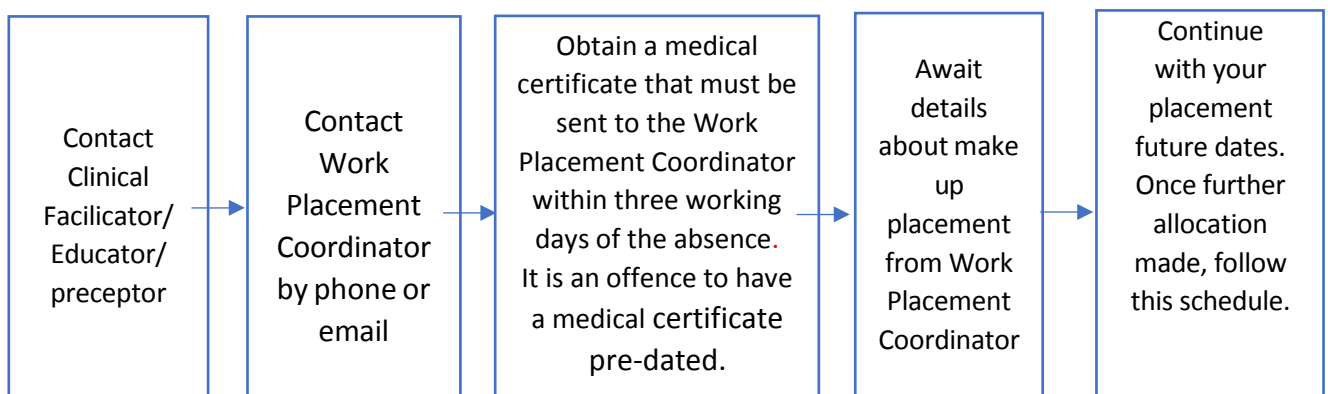 Contact
Clinical
Facilicator/
Educator/
preceptor
Contact
Work
Placement
Coordinator
by phone or
email
Obtain a medical
certificate that must be
sent to the Work
Placement Coordinator
within three working
days of the absence.
It is an offence to have
a medical certificate
pre-dated.
Await
details
about make
up
placement
from Work
Placement
Coordinator
Continue
with your
placement
future dates.
Once further
allocation
made, follow
this schedule.